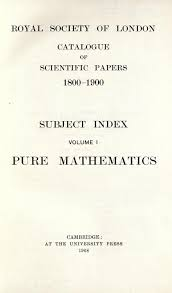 ROYAL SOCIETY OF LONDON
CATALOGUE
OF
SCIENTIFIC PAPERS
1800–1900
SUBJECT INDEX
VOLUME I
PURE MATHEMATICS
CAMBRIDGE:
AT THE UNIVERSITY PRESS
1908